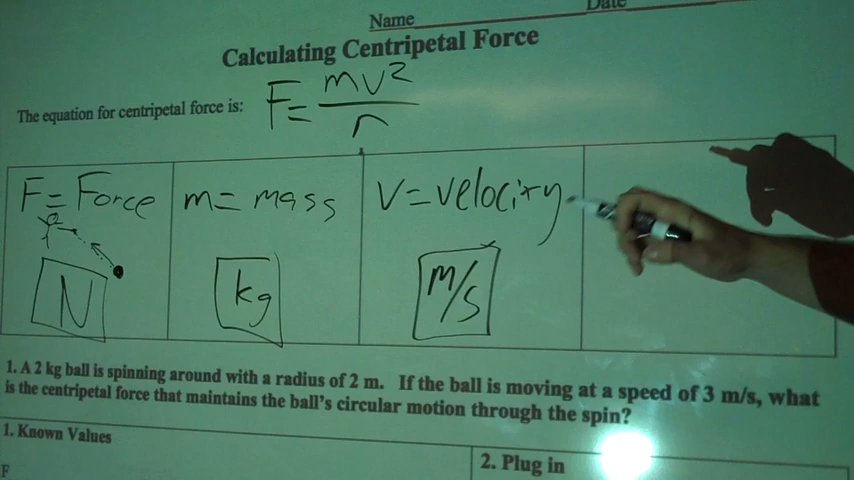 Name Date
Calculating Centripetal Force
The equation for centripetal force is: F = mv²/r
F = Force m = mass v = velocity
N kg m/s
1. A 2 kg ball is spinning around with a radius of 2 m. If the ball is moving at a speed of 3 m/s, what
is the centripetal force that maintains the ball's circular motion through the spin?
1. Known Values 2. Plug in
F